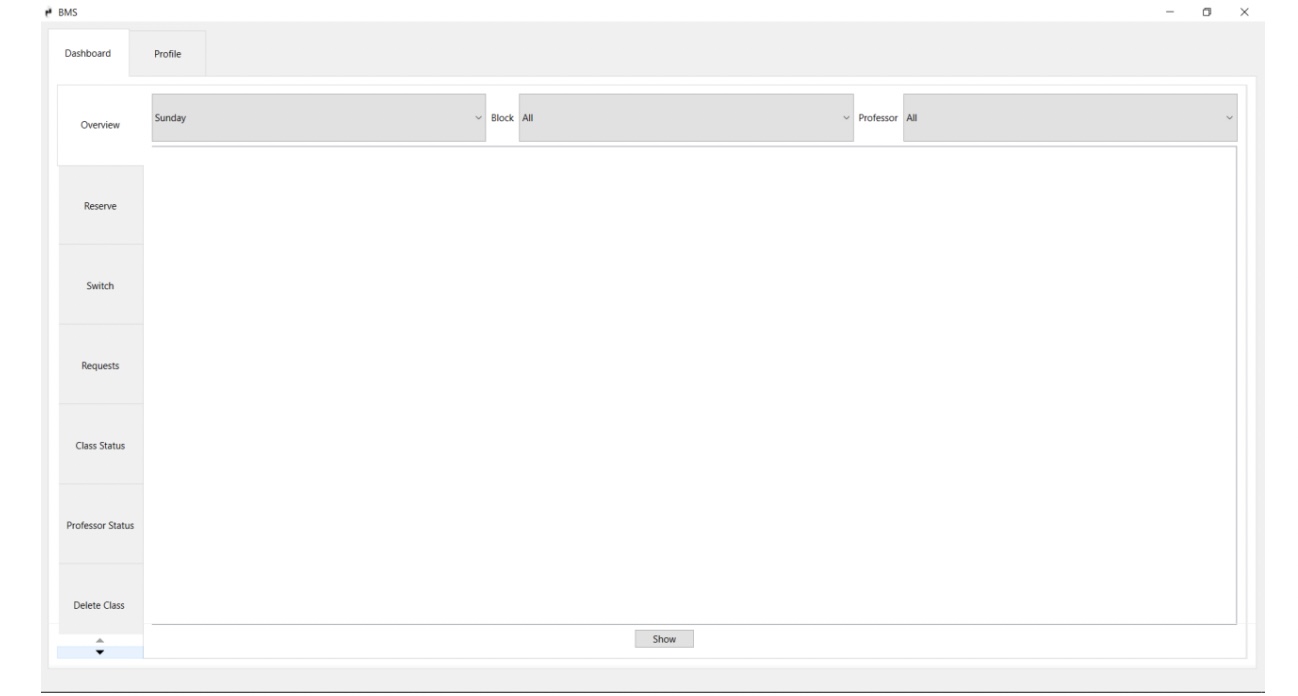 BMS
Dashboard Profile
Overview Sunday Block All Professor All
Reserve
Switch
Requests
Class Status
Professor Status
Delete Class
Show